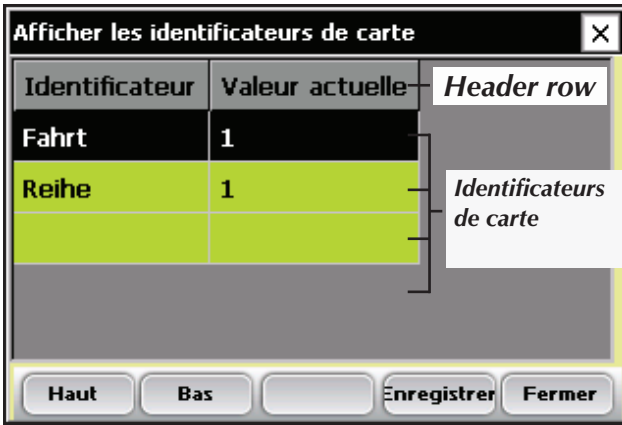 Afficher les identificateurs de carte
Identificateur Valeur actuelle Header row
Fahrt 1
Reihe 1
Identificateurs
de carte
Haut Bas Enregistrer Fermer